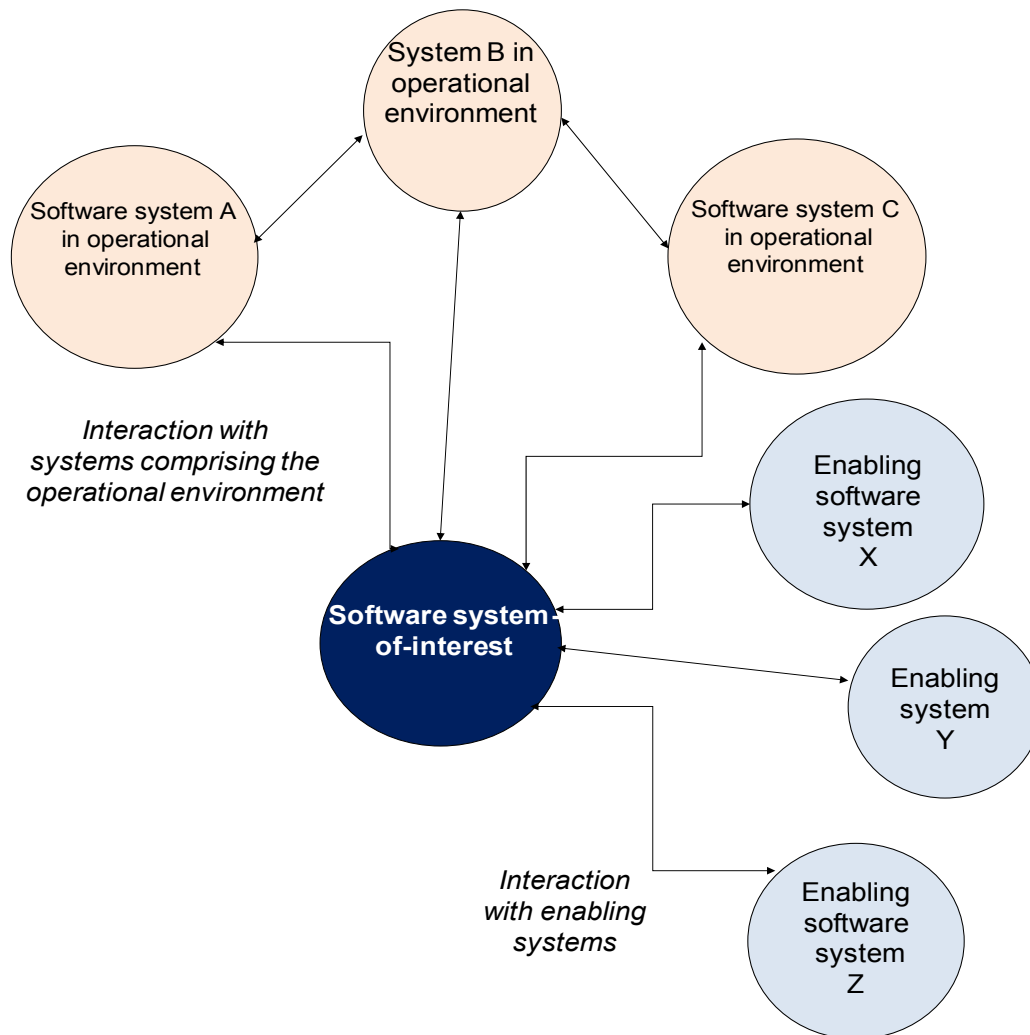 System B in
operational
environment
Software system A
in operational
environment
Software system C
in operational
environment
Interaction with
systems comprising the
operational environment
Enabling
software
system
X
Software system-
of-interest
Enabling
system
Y
Interaction
with enabling
systems
Enabling
software
system
Z